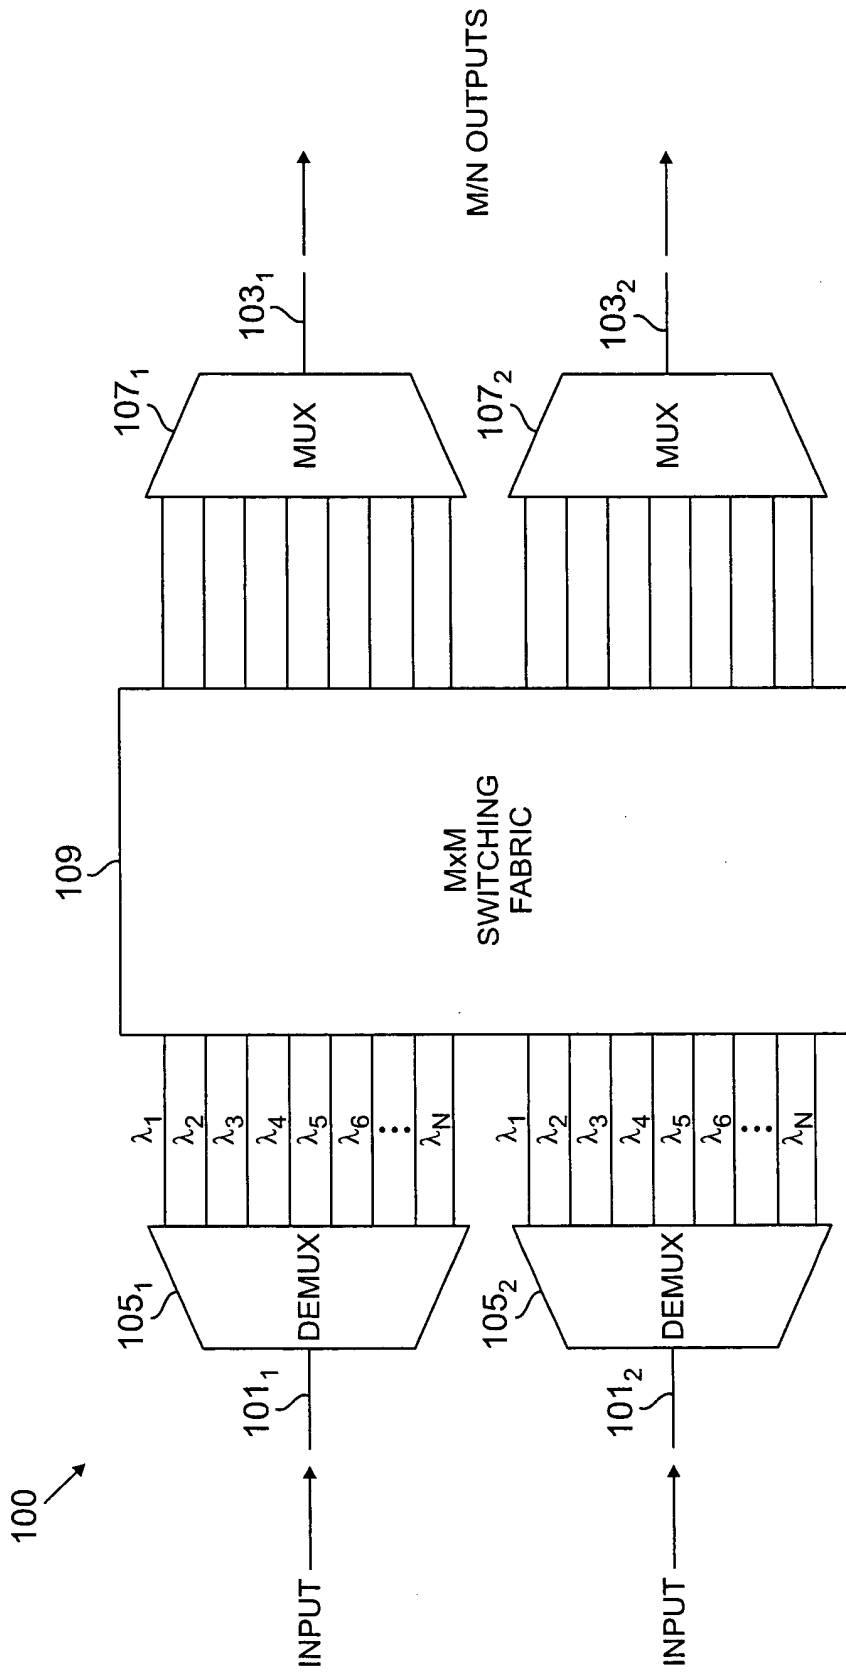 100
INPUT
101₁
105₁
DEMUX
λ₁
λ₂
λ₃
λ₄
λ₅
λ₆
•••
λN
INPUT
101₂
105₂
DEMUX
λ₁
λ₂
λ₃
λ₄
λ₅
λ₆
•••
λN
109
MxM
SWITCHING
FABRIC
107₁
MUX
103₁
107₂
MUX
103₂
M/N OUTPUTS